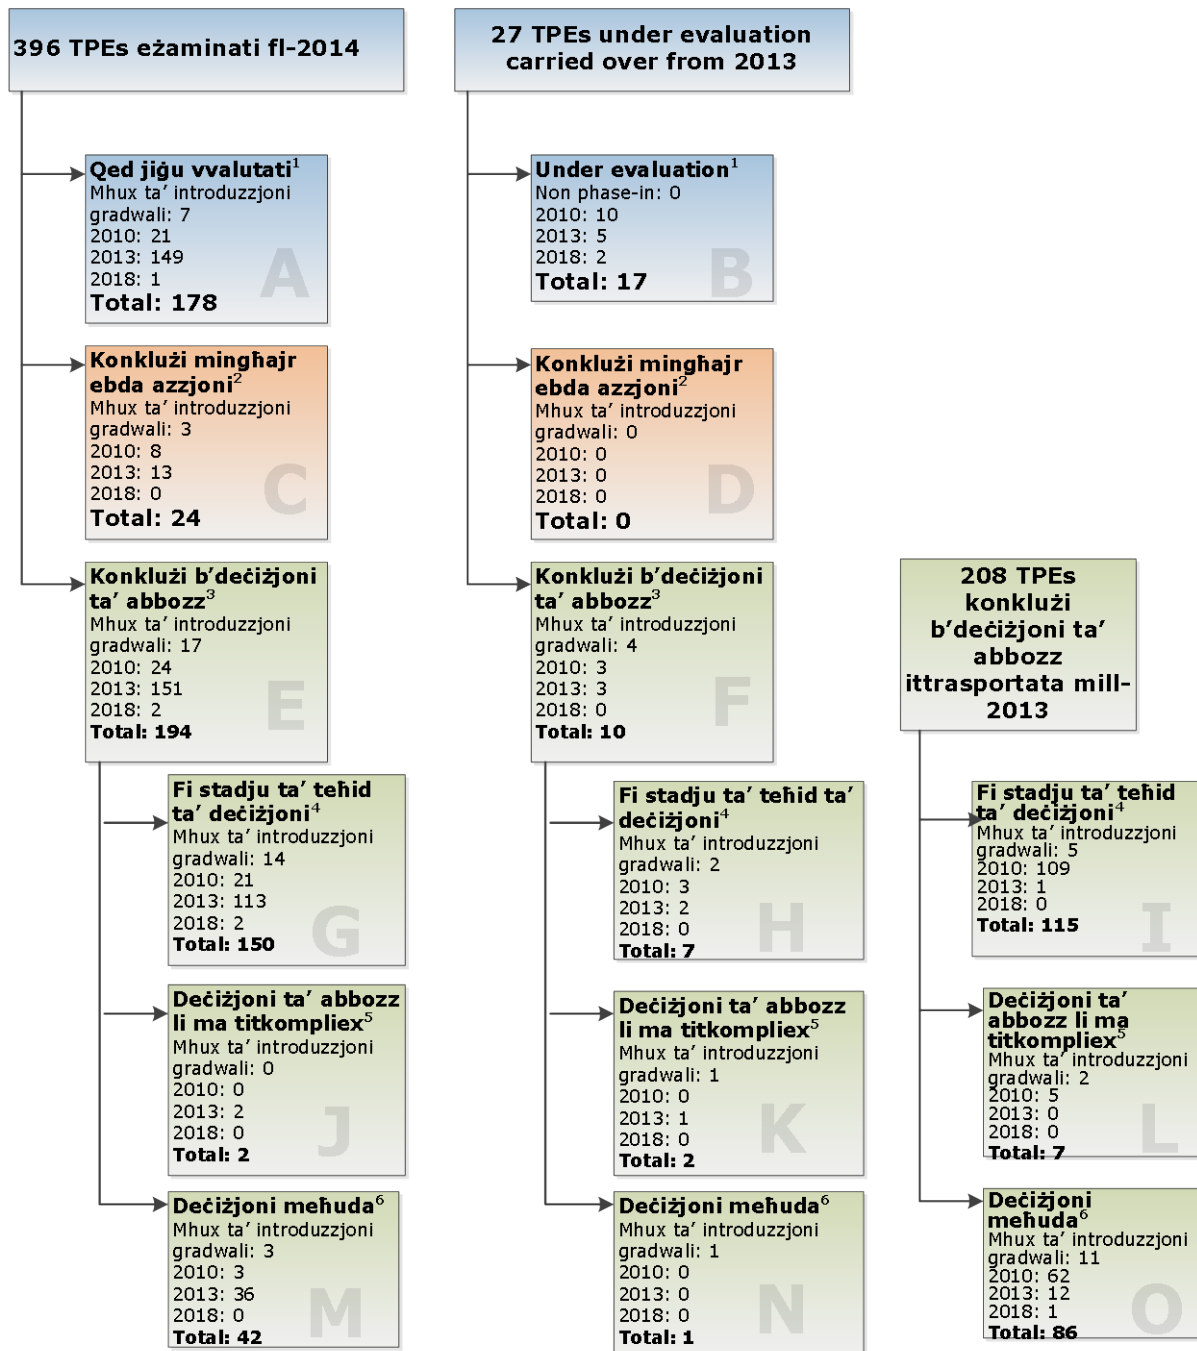 396 TPEs eżaminati fl-2014
27 TPEs under evaluation
carried over from 2013
Qed jiġu vvalutati1
Mhux ta’ introduzzjoni
gradwali: 7
2010: 21
2013: 149
2018: 1
Total: 178
A
Under evaluation1
Non phase-in: 0
2010: 10
2013: 5
2018: 2
Total: 17
B
Konklużi mingħajr
ebda azzjoni2
Mhux ta’ introduzzjoni
gradwali: 3
2010: 8
2013: 13
2018: 0
Total: 24
C
Konklużi mingħajr
ebda azzjoni2
Mhux ta’ introduzzjoni
gradwali: 0
2010: 0
2013: 0
2018: 0
Total: 0
D
Konklużi b’deċiżjoni
ta’ abbozz3
Mhux ta’ introduzzjoni
gradwali: 17
2010: 24
2013: 151
2018: 2
Total: 194
E
Konklużi b’deċiżjoni
ta’ abbozz3
Mhux ta’ introduzzjoni
gradwali: 4
2010: 3
2013: 3
2018: 0
Total: 10
F
208 TPEs
konklużi
b’deċiżjoni ta’
abbozz
ittrasportata mill-
2013
Fi stadju ta’ teħid
ta’ deċiżjoni4
Mhux ta’ introduzzjoni
gradwali: 14
2010: 21
2013: 113
2018: 2
Total: 150
G
Fi stadju ta’ teħid ta’
deċiżjoni4
Mhux ta’ introduzzjoni
gradwali: 2
2010: 3
2013: 2
2018: 0
Total: 7
H
Fi stadju ta’ teħid
ta’ deċiżjoni4
Mhux ta’ introduzzjoni
gradwali: 5
2010: 109
2013: 1
2018: 0
Total: 115
I
Deċiżjoni ta’ abbozz
li ma titkompliex5
Mhux ta’ introduzzjoni
gradwali: 0
2010: 0
2013: 2
2018: 0
Total: 2
J
Deċiżjoni ta’ abbozz
li ma titkompliex5
Mhux ta’ introduzzjoni
gradwali: 1
2010: 0
2013: 1
2018: 0
Total: 2
K
Deċiżjoni ta’
abbozz li ma
titkompliex5
Mhux ta’ introduzzjoni
gradwali: 2
2010: 5
2013: 0
2018: 0
Total: 7
L
Deċiżjoni meħuda6
Mhux ta’ introduzzjoni
gradwali: 3
2010: 3
2013: 36
2018: 0
Total: 42
M
Deċiżjoni meħuda6
Mhux ta’ introduzzjoni
gradwali: 1
2010: 0
2013: 0
2018: 0
Total: 1
N
Deċiżjoni
meħuda6
Mhux ta’ introduzzjoni
gradwali: 11
2010: 62
2013: 12
2018: 1
Total: 86
O